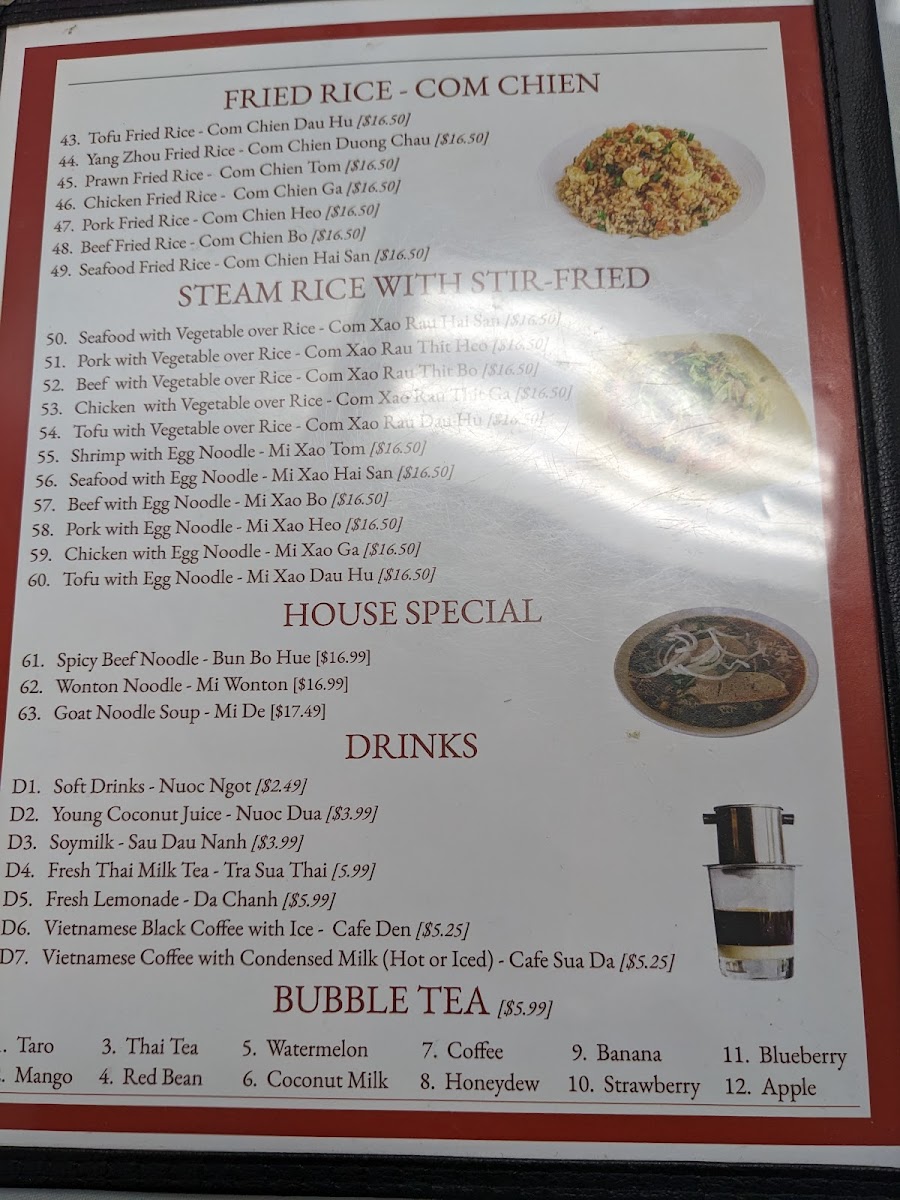 FRIED RICE - COM CHIEN
43. Tofu Fried Rice - Com Chien Dau Hu [$16.50]
44. Yang Zhou Fried Rice - Com Chien Duong Chau [$16.50]
45. Prawn Fried Rice - Com Chien Tom [$16.50]
46. Chicken Fried Rice - Com Chien Ga [$16.50]
47. Pork Fried Rice - Com Chien Heo [$16.50]
48. Beef Fried Rice - Com Chien Bo [$16.50]
49. Seafood Fried Rice - Com Chien Hai San [$16.50]
STEAM RICE WITH STIR-FRIED
50. Seafood with Vegetable over Rice - Com Xao Rau Hai San [$16.50]
51. Pork with Vegetable over Rice - Com Xao Rau Thit Heo [$16.50]
52. Beef with Vegetable over Rice - Com Xao Rau Thit Bo [$16.50]
53. Chicken with Vegetable over Rice - Com Xao Rau Thit Ga [$16.50]
54. Tofu with Vegetable over Rice - Com Xao Rau Dau Hu [$16.50]
55. Shrimp with Egg Noodle - Mi Xao Tom [$16.50]
56. Seafood with Egg Noodle - Mi Xao Hai San [$16.50]
57. Beef with Egg Noodle - Mi Xao Bo [$16.50]
58. Pork with Egg Noodle - Mi Xao Heo [$16.50]
59. Chicken with Egg Noodle - Mi Xao Ga [$16.50]
60. Tofu with Egg Noodle - Mi Xao Dau Hu [$16.50]
HOUSE SPECIAL
61. Spicy Beef Noodle - Bun Bo Hue [$16.99]
62. Wonton Noodle - Mi Wonton [$16.99]
63. Goat Noodle Soup - Mi De [$17.49]
DRINKS
D1. Soft Drinks - Nuoc Ngot [$2.49]
D2. Young Coconut Juice - Nuoc Dua [$3.99]
D3. Soymilk - Sau Dau Nanh [$3.99]
D4. Fresh Thai Milk Tea - Tra Sua Thai [5.99]
D5. Fresh Lemonade - Da Chanh [$5.99]
D6. Vietnamese Black Coffee with Ice - Cafe Den [$5.25]
D7. Vietnamese Coffee with Condensed Milk (Hot or Iced) - Cafe Sua Da [$5.25]
BUBBLE TEA [$5.99]
. Taro 3. Thai Tea 5. Watermelon 7. Coffee 9. Banana 11. Blueberry
. Mango 4. Red Bean 6. Coconut Milk 8. Honeydew 10. Strawberry 12. Apple